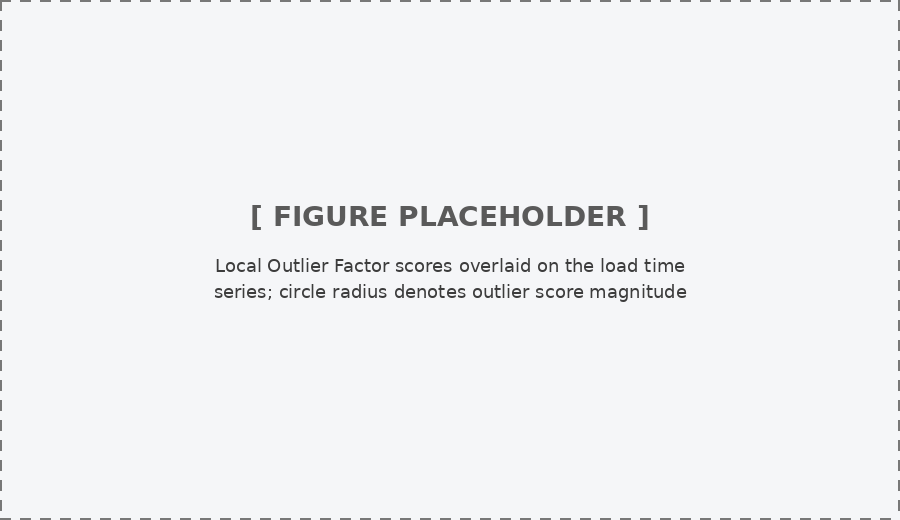 [ FIGURE PLACEHOLDER ]
Local Outlier Factor scores overlaid on the load time
series; circle radius denotes outlier score magnitude